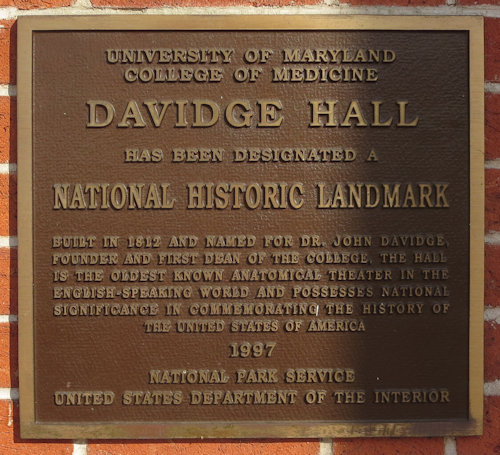 UNIVERSITY OF MARYLAND
COLLEGE OF MEDICINE
DAVIDGE HALL
HAS BEEN DESIGNATED A
NATIONAL HISTORIC LANDMARK
BUILT IN 1812 AND NAMED FOR DR. JOHN DAVIDGE,
FOUNDER AND FIRST DEAN OF THE COLLEGE, THE HALL
IS THE OLDEST KNOWN ANATOMICAL THEATER IN THE
ENGLISH-SPEAKING WORLD AND POSSESSES NATIONAL
SIGNIFICANCE IN COMMEMORATING THE HISTORY OF
THE UNITED STATES OF AMERICA
1997
NATIONAL PARK SERVICE
UNITED STATES DEPARTMENT OF THE INTERIOR